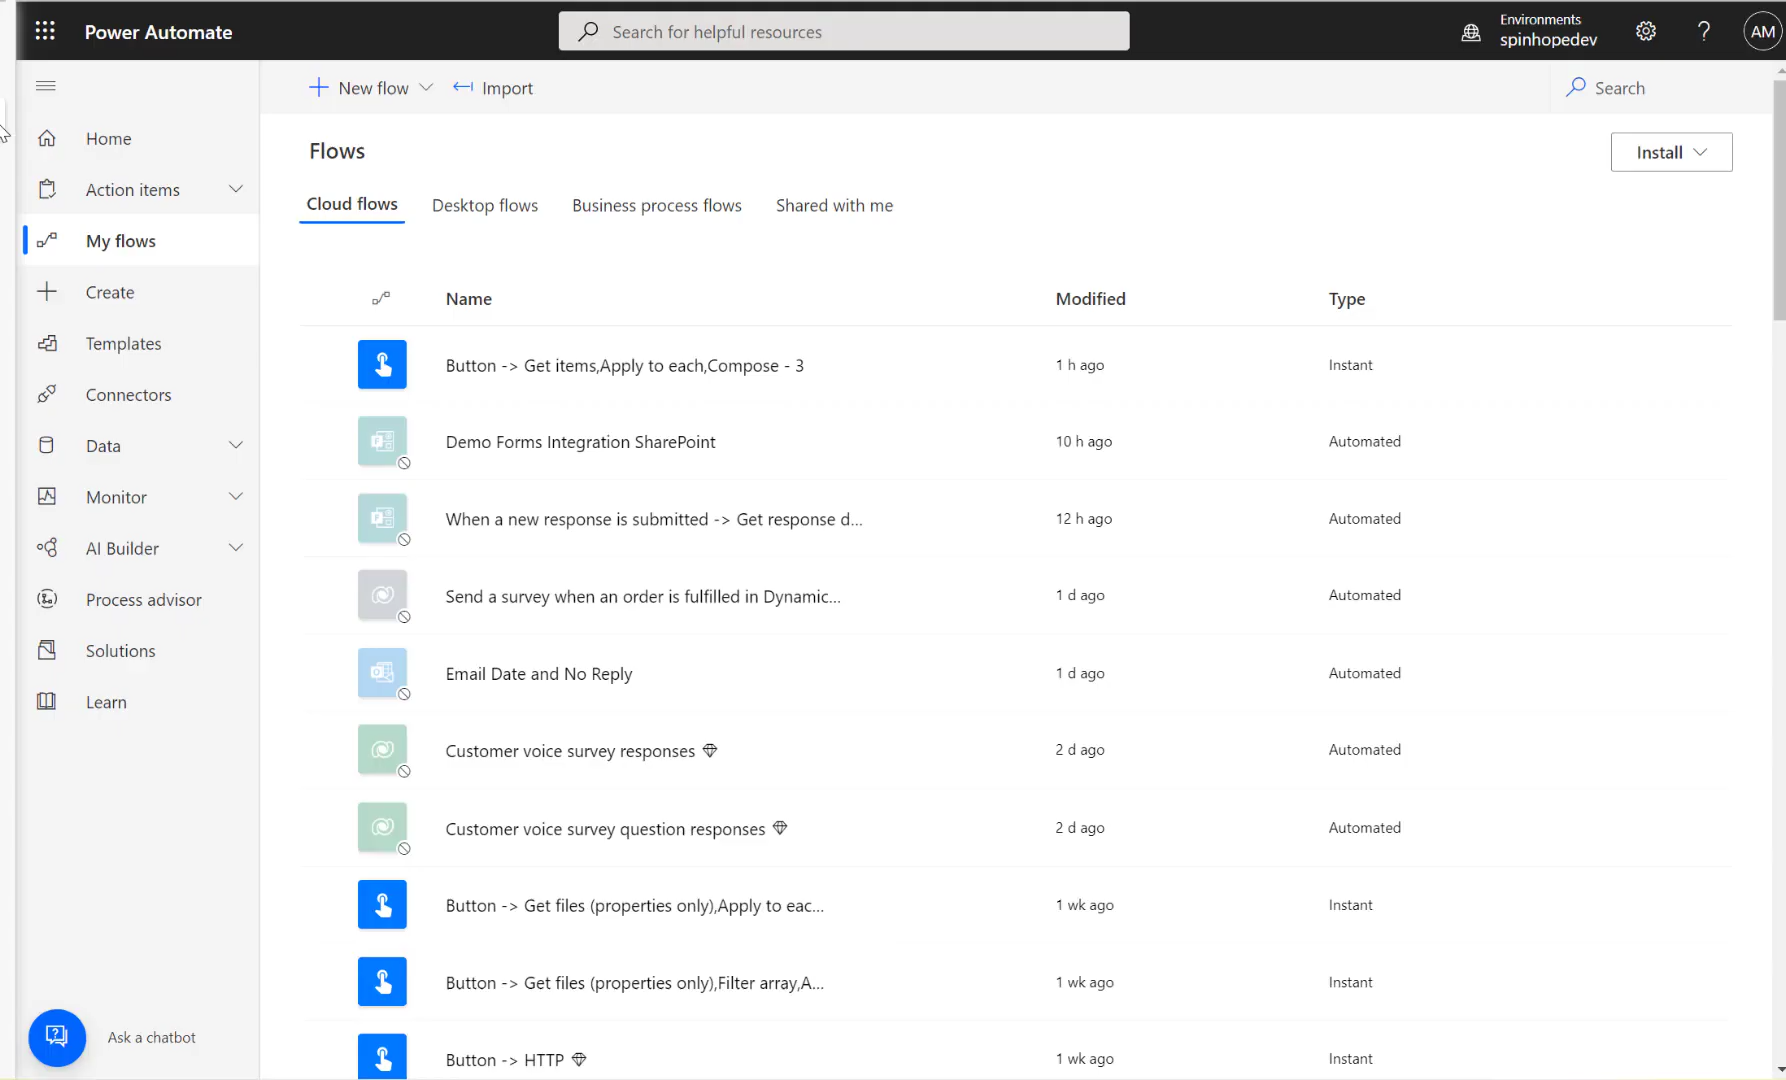 Power Automate
Search for helpful resources
Environments
spinhopedev
AM
New flow
Import
Search
Home
Action items
My flows
Create
Templates
Connectors
Data
Monitor
AI Builder
Process advisor
Solutions
Learn
Ask a chatbot
Flows
Install
Cloud flows Desktop flows Business process flows Shared with me
Name Modified Type
Button -> Get items,Apply to each,Compose - 3 1 h ago Instant
Demo Forms Integration SharePoint 10 h ago Automated
When a new response is submitted -> Get response d... 12 h ago Automated
Send a survey when an order is fulfilled in Dynamic... 1 d ago Automated
Email Date and No Reply 1 d ago Automated
Customer voice survey responses 2 d ago Automated
Customer voice survey question responses 2 d ago Automated
Button -> Get files (properties only),Apply to eac... 1 wk ago Instant
Button -> Get files (properties only),Filter array,A... 1 wk ago Instant
Button -> HTTP 1 wk ago Instant